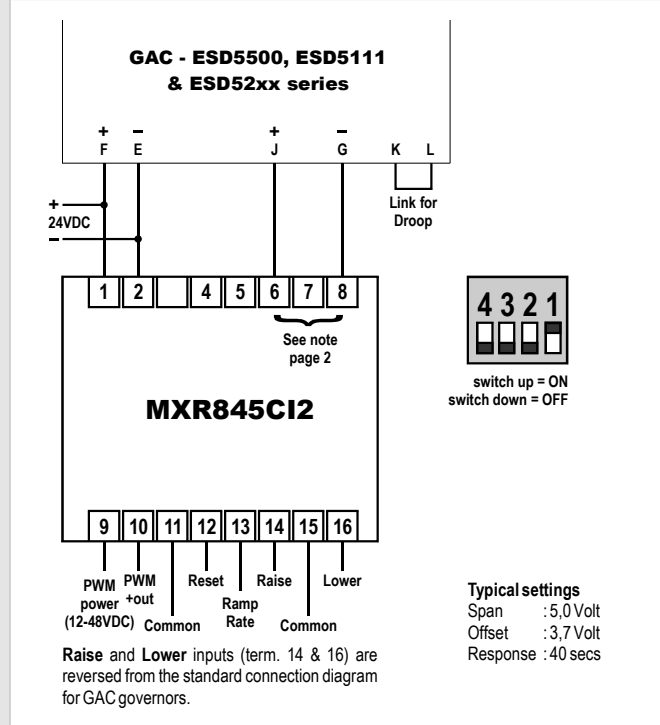 GAC - ESD5500, ESD5111
& ESD52xx series
+ − + −
F E J G K L
Link for
Droop
+
24VDC
−
1 2 4 5 6 7 8
See note
page 2
MXR845CI2
4 3 2 1
switch up = ON
switch down = OFF
9 10 11 12 13 14 15 16
PWM
power
(12-48VDC)
PWM
+out
Common
Reset
Ramp
Rate
Raise
Common
Lower
Raise and Lower inputs (term. 14 & 16) are
reversed from the standard connection diagram
for GAC governors.
Typical settings
Span : 5,0 Volt
Offset : 3,7 Volt
Response : 40 secs